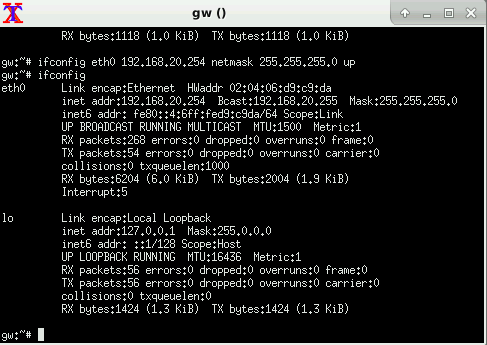 gw ()
RX bytes:1118 (1.0 KiB)  TX bytes:1118 (1.0 KiB)
gw:~# ifconfig eth0 192.168.20.254 netmask 255.255.255.0 up
gw:~# ifconfig
eth0      Link encap:Ethernet  HWaddr 02:04:06:d9:c9:da
inet addr:192.168.20.254  Bcast:192.168.20.255  Mask:255.255.255.0
inet6 addr: fe80::4:6ff:fed9:c9da/64 Scope:Link
UP BROADCAST RUNNING MULTICAST  MTU:1500  Metric:1
RX packets:268 errors:0 dropped:0 overruns:0 frame:0
TX packets:54 errors:0 dropped:0 overruns:0 carrier:0
collisions:0 txqueuelen:1000
RX bytes:6204 (6.0 KiB)  TX bytes:2004 (1.9 KiB)
Interrupt:5
lo        Link encap:Local Loopback
inet addr:127.0.0.1  Mask:255.0.0.0
inet6 addr: ::1/128 Scope:Host
UP LOOPBACK RUNNING  MTU:16436  Metric:1
RX packets:56 errors:0 dropped:0 overruns:0 frame:0
TX packets:56 errors:0 dropped:0 overruns:0 carrier:0
collisions:0 txqueuelen:0
RX bytes:1424 (1.3 KiB)  TX bytes:1424 (1.3 KiB)
gw:~#